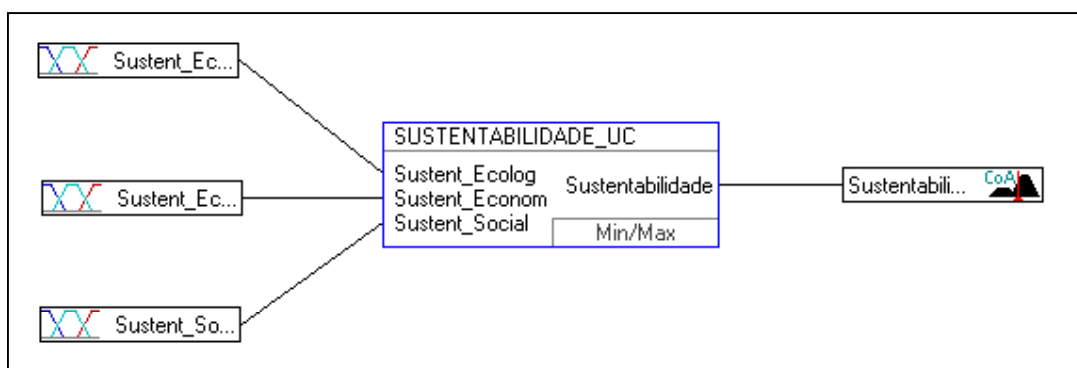 Sustent_Ec...
SUSTENTABILIDADE_UC
Sustent_Ecolog
Sustent_Econom
Sustent_Social
Sustentabilidade
Min/Max
Sustent_Ec...
Sustentabili...
CoA
Sustent_So...